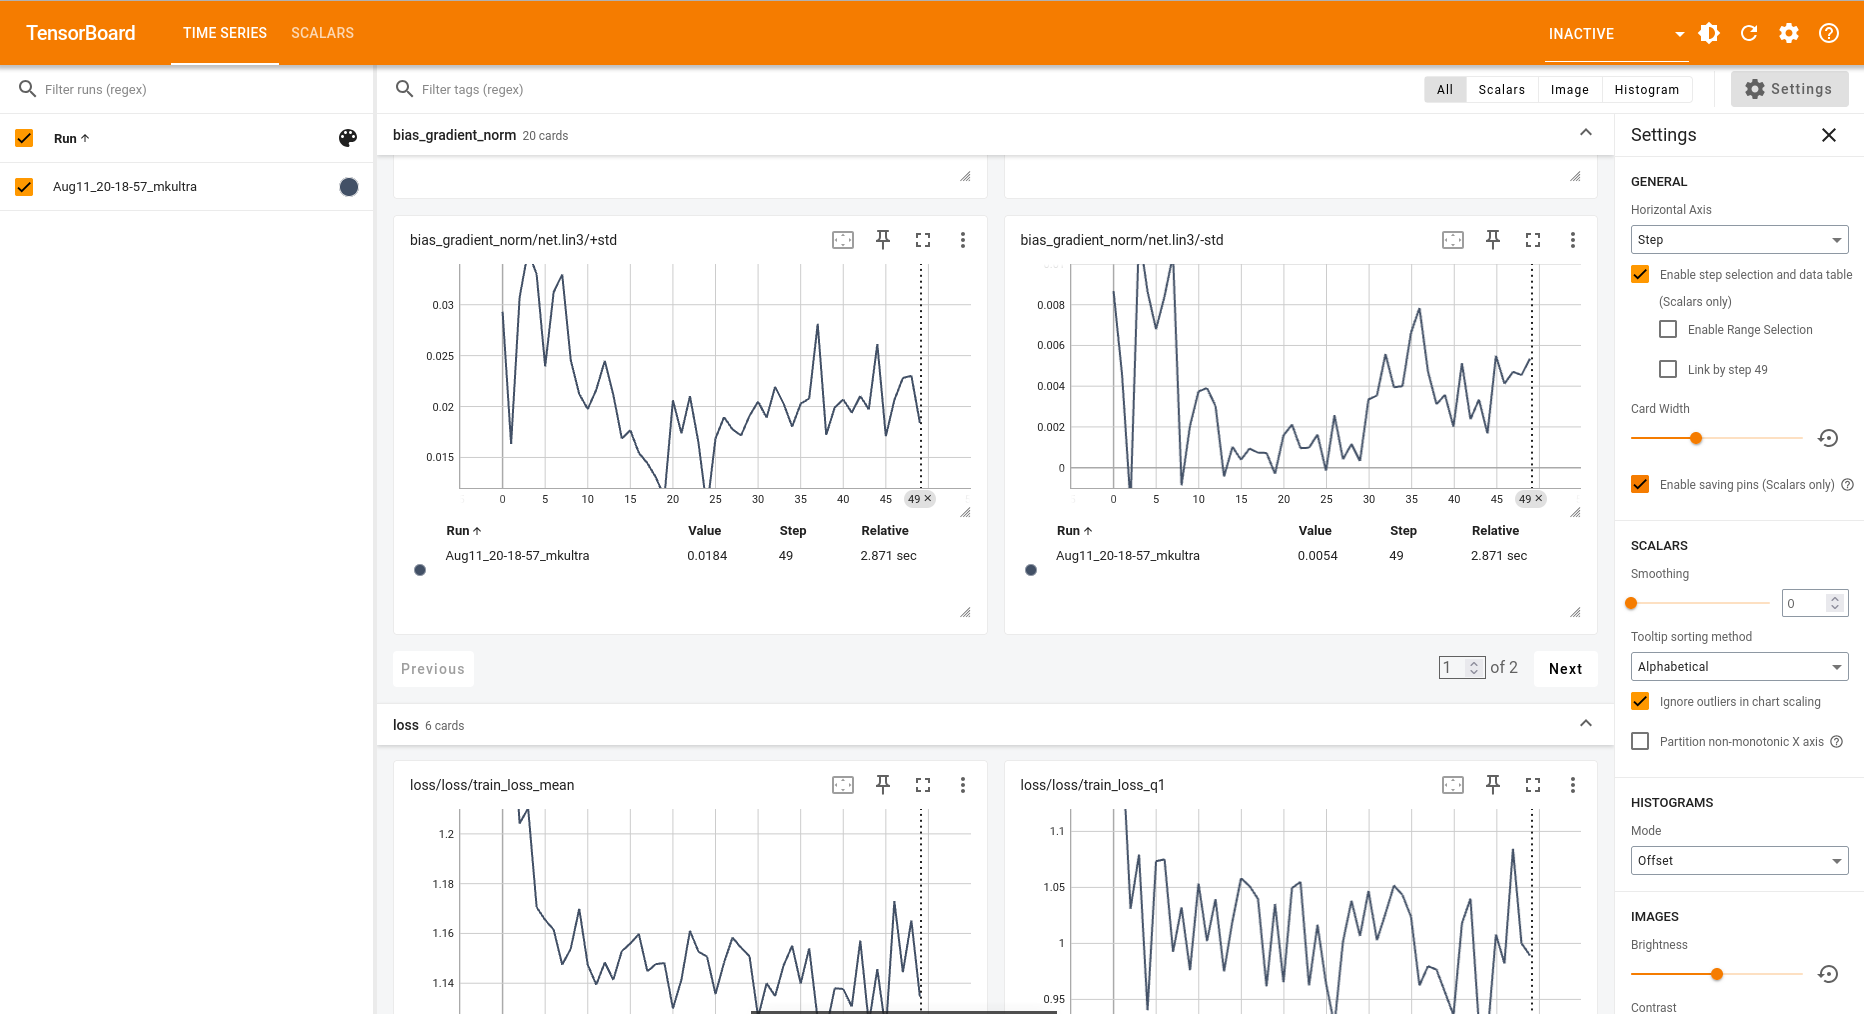 TensorBoard TIME SERIES SCALARS INACTIVE
Filter runs (regex)
Run
Aug11_20-18-57_mkultra
Filter tags (regex) All Scalars Image Histogram Settings
bias_gradient_norm 20 cards
bias_gradient_norm/net.lin3/+std
0.03
0.025
0.02
0.015
0 5 10 15 20 25 30 35 40 45 49
Run Value Step Relative
Aug11_20-18-57_mkultra 0.0184 49 2.871 sec
bias_gradient_norm/net.lin3/-std
0.008
0.006
0.004
0.002
0
0 5 10 15 20 25 30 35 40 45 49
Run Value Step Relative
Aug11_20-18-57_mkultra 0.0054 49 2.871 sec
Previous 1 of 2 Next
loss 6 cards
loss/loss/train_loss_mean
1.2
1.18
1.16
1.14
loss/loss/train_loss_q1
1.1
1.05
1
0.95
Settings
GENERAL
Horizontal Axis
Step
Enable step selection and data table
(Scalars only)
Enable Range Selection
Link by step 49
Card Width
Enable saving pins (Scalars only)
SCALARS
Smoothing
0
Tooltip sorting method
Alphabetical
Ignore outliers in chart scaling
Partition non-monotonic X axis
HISTOGRAMS
Mode
Offset
IMAGES
Brightness
Contrast